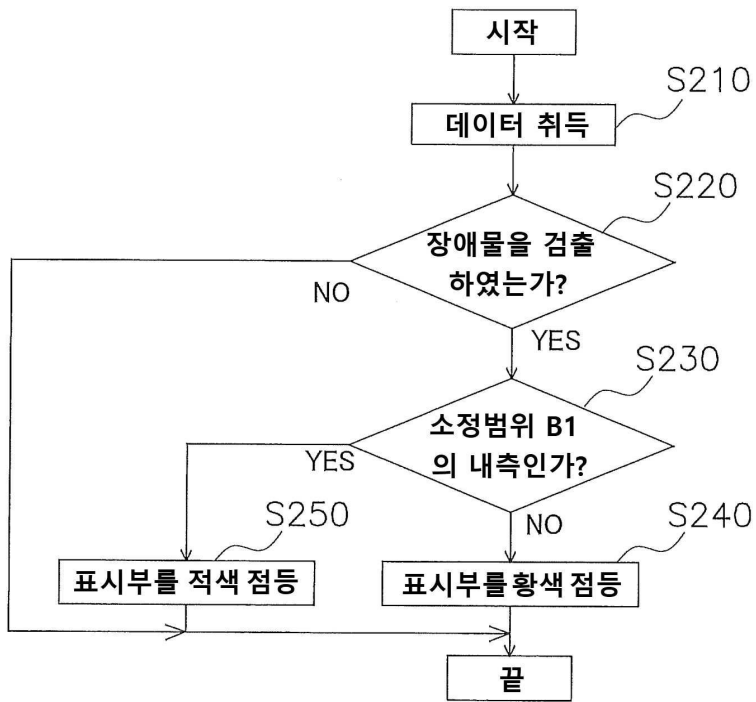 시작
S210
데이터 취득
S220
장애물을 검출
하였는가?
NO
YES
S230
소정범위 B1
의 내측인가?
YES
NO
S250
S240
표시부를 적색 점등
표시부를 황색 점등
끝